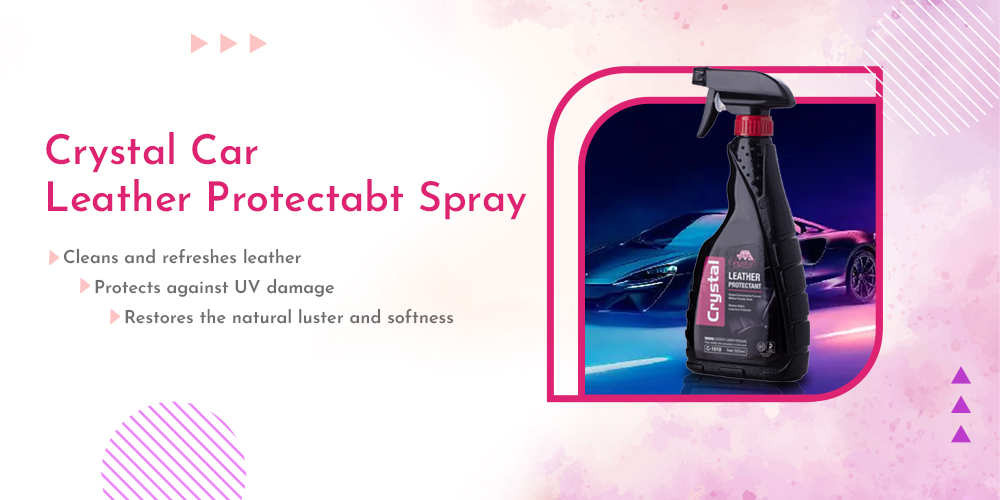 Crystal Car
Leather Protectabt Spray
Cleans and refreshes leather
Protects against UV damage
Restores the natural luster and softness
Crystal
LEATHER
PROTECTANT
C-1010